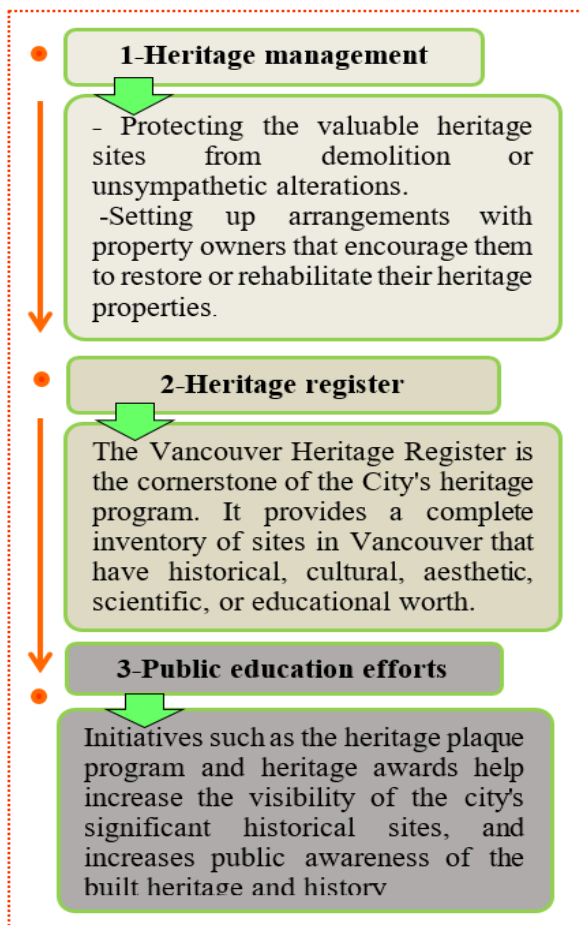 1-Heritage management
- Protecting the valuable heritage
sites from demolition or
unsympathetic alterations.
-Setting up arrangements with
property owners that encourage them
to restore or rehabilitate their heritage
properties.
2-Heritage register
The Vancouver Heritage Register is
the cornerstone of the City's heritage
program. It provides a complete
inventory of sites in Vancouver that
have historical, cultural, aesthetic,
scientific, or educational worth.
3-Public education efforts
Initiatives such as the heritage plaque
program and heritage awards help
increase the visibility of the city's
significant historical sites, and
increases public awareness of the
built heritage and history